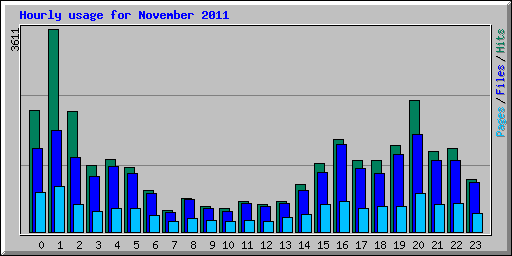 Hourly usage for November 2011
3611
Pages / Files / Hits
0 1 2 3 4 5 6 7 8 9 10 11 12 13 14 15 16 17 18 19 20 21 22 23